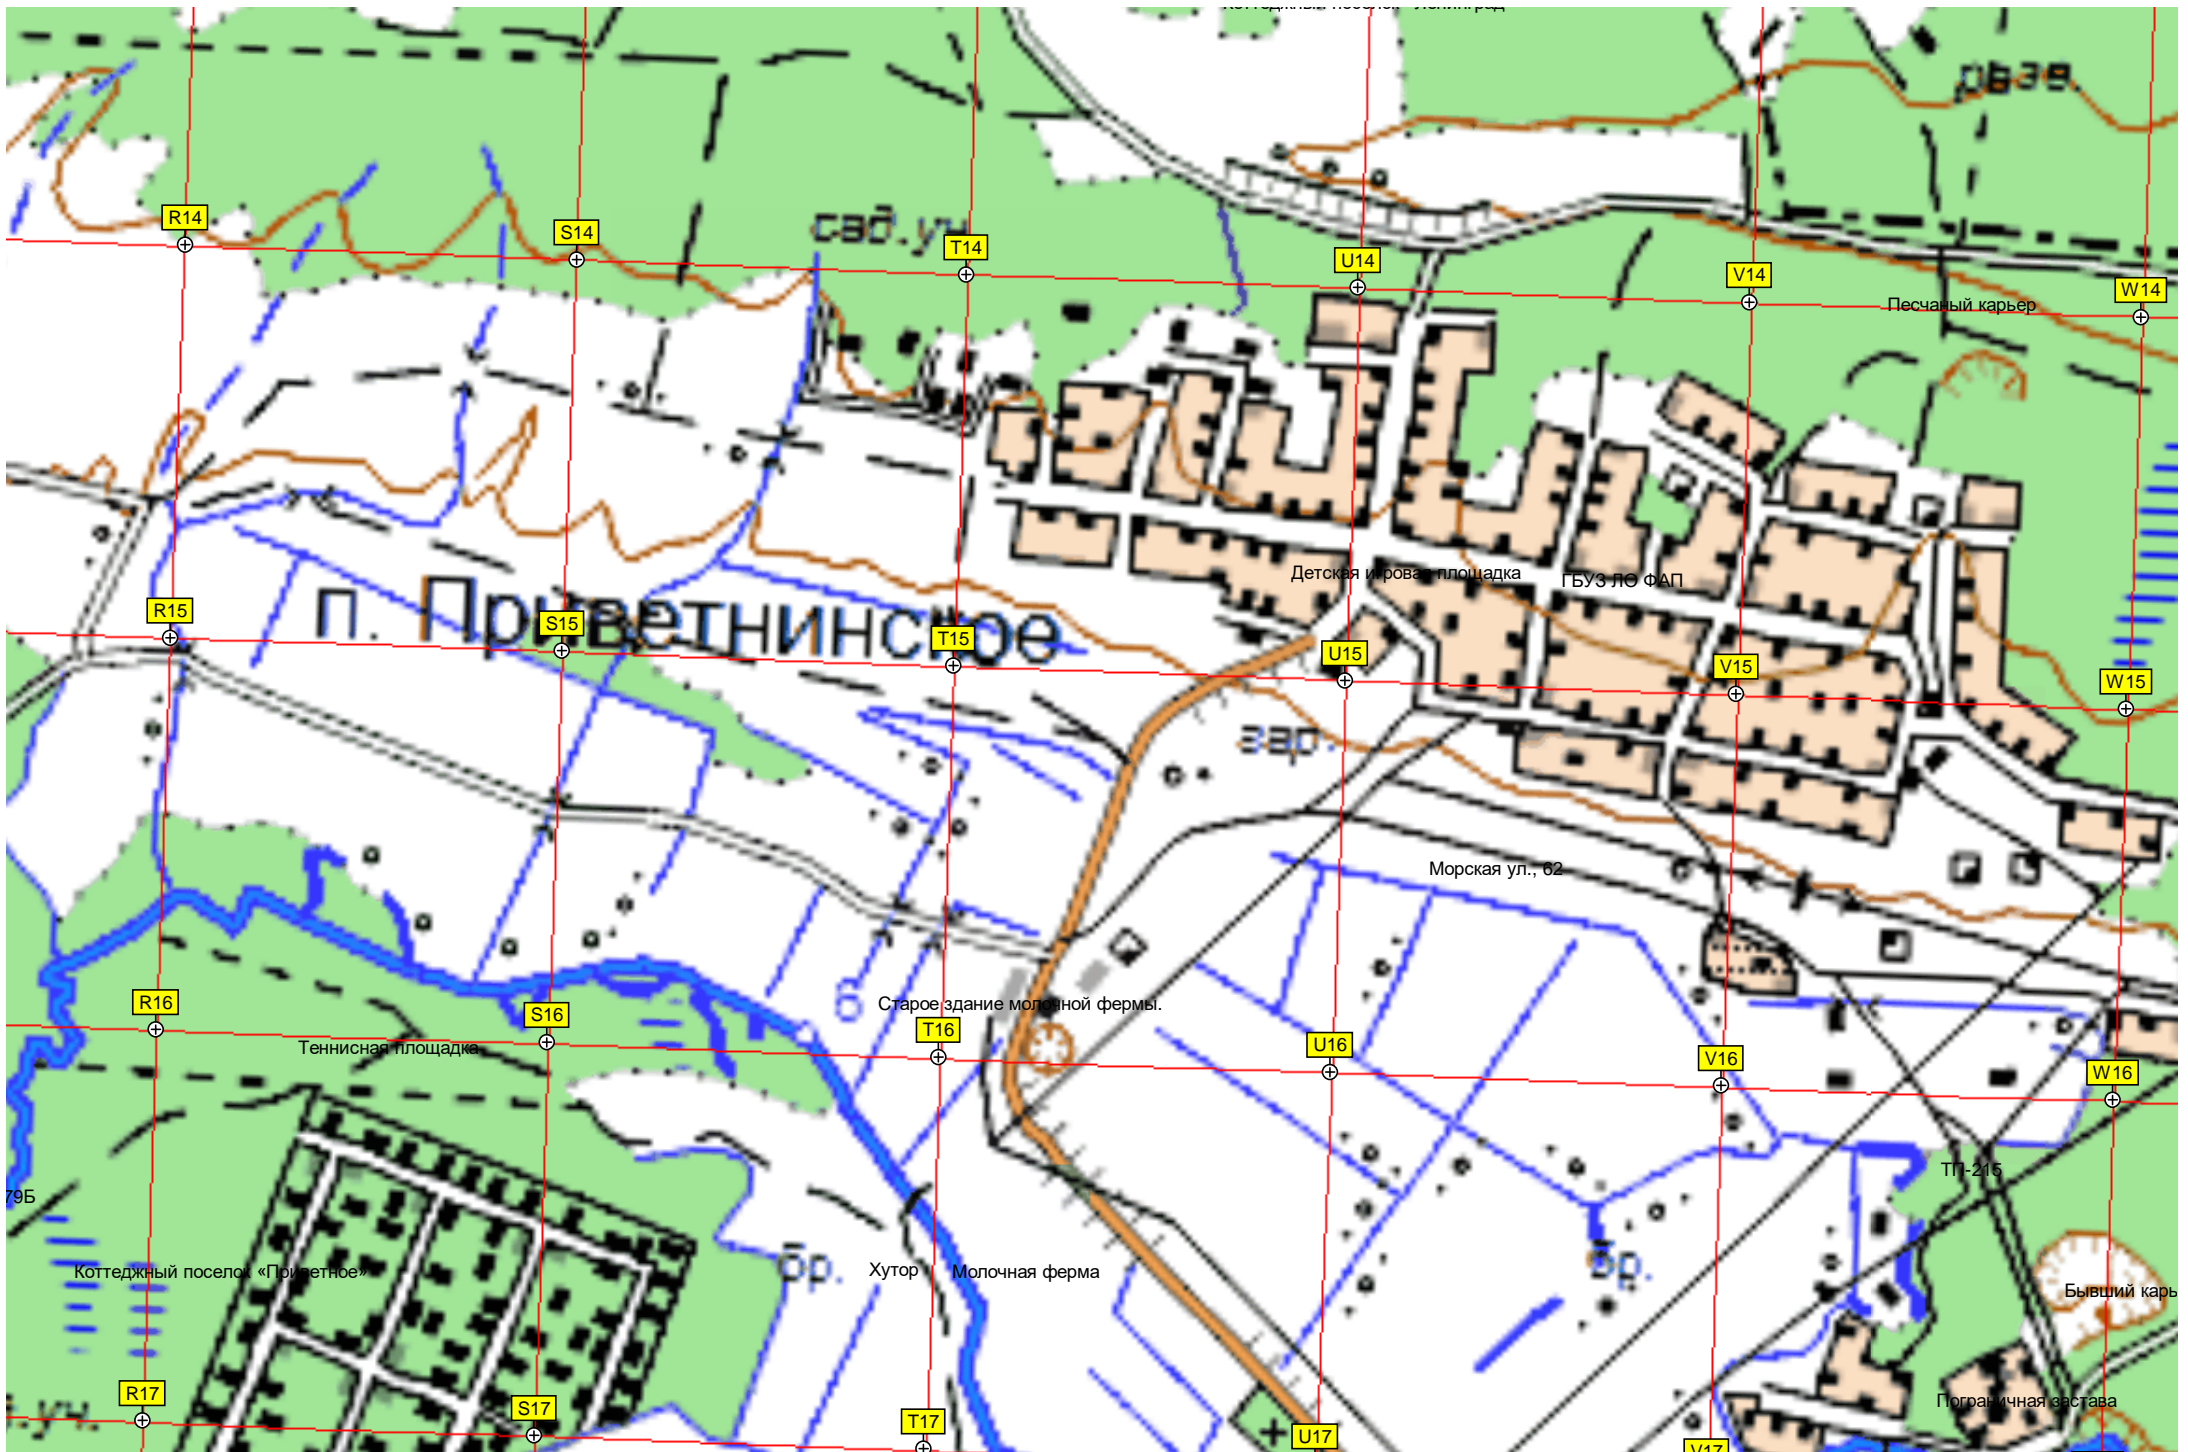 R14
сад.уч
S14
T14
U14
V14
W14
Песчаный карьер
Детская игровая площадка
ГБУЗ ЛО ФАП
R15
п. Приветнинское
S15
T15
U15
V15
W15
зар.
Морская ул., 62
R16
S16
б
Старое здание молочной фермы.
T16
U16
V16
W16
Теннисная площадка
ТП-215
79Б
Коттеджный поселок «Приветное»
бр.
Хутор
Молочная ферма
бр.
Бывший карь
R17
.уч.
S17
T17
U17
Пограничная застава
V17